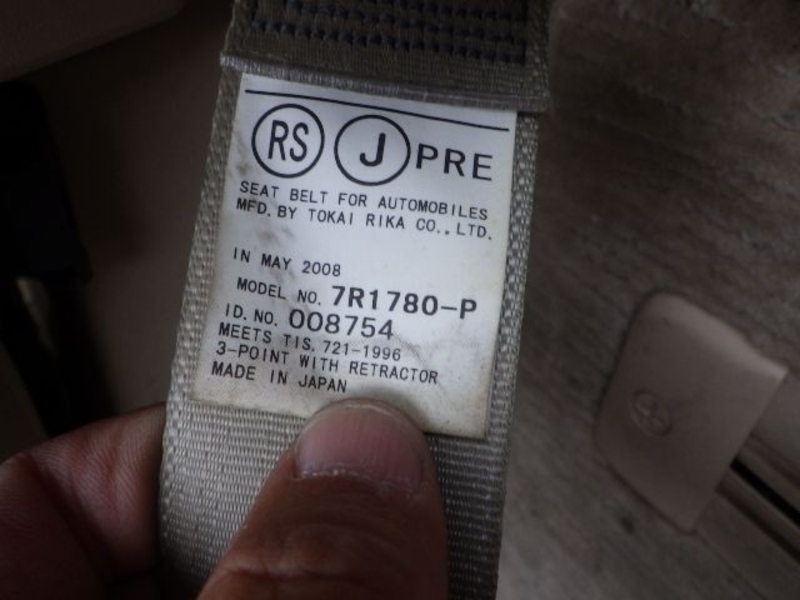 RS J PRE
SEAT BELT FOR AUTOMOBILES
MFD. BY TOKAI RIKA CO., LTD.
IN MAY 2008
MODEL NO. 7R1780-P
ID. NO. 008754
MEETS TIS. 721-1996
3-POINT WITH RETRACTOR
MADE IN JAPAN